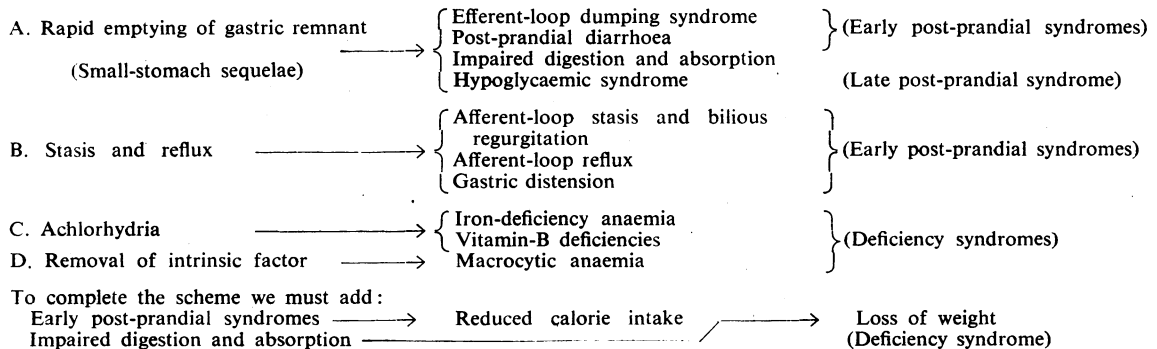 A. Rapid emptying of gastric remnant
(Small-stomach sequelae)
Efferent-loop dumping syndrome
Post-prandial diarrhoea
Impaired digestion and absorption
Hypoglycaemic syndrome
(Early post-prandial syndromes)
(Late post-prandial syndrome)
B. Stasis and reflux
Afferent-loop stasis and bilious
regurgitation
Afferent-loop reflux
Gastric distension
(Early post-prandial syndromes)
C. Achlorhydria
Iron-deficiency anaemia
Vitamin-B deficiencies
D. Removal of intrinsic factor
Macrocytic anaemia
(Deficiency syndromes)
To complete the scheme we must add:
Early post-prandial syndromes
Reduced calorie intake
Loss of weight
Impaired digestion and absorption
(Deficiency syndrome)